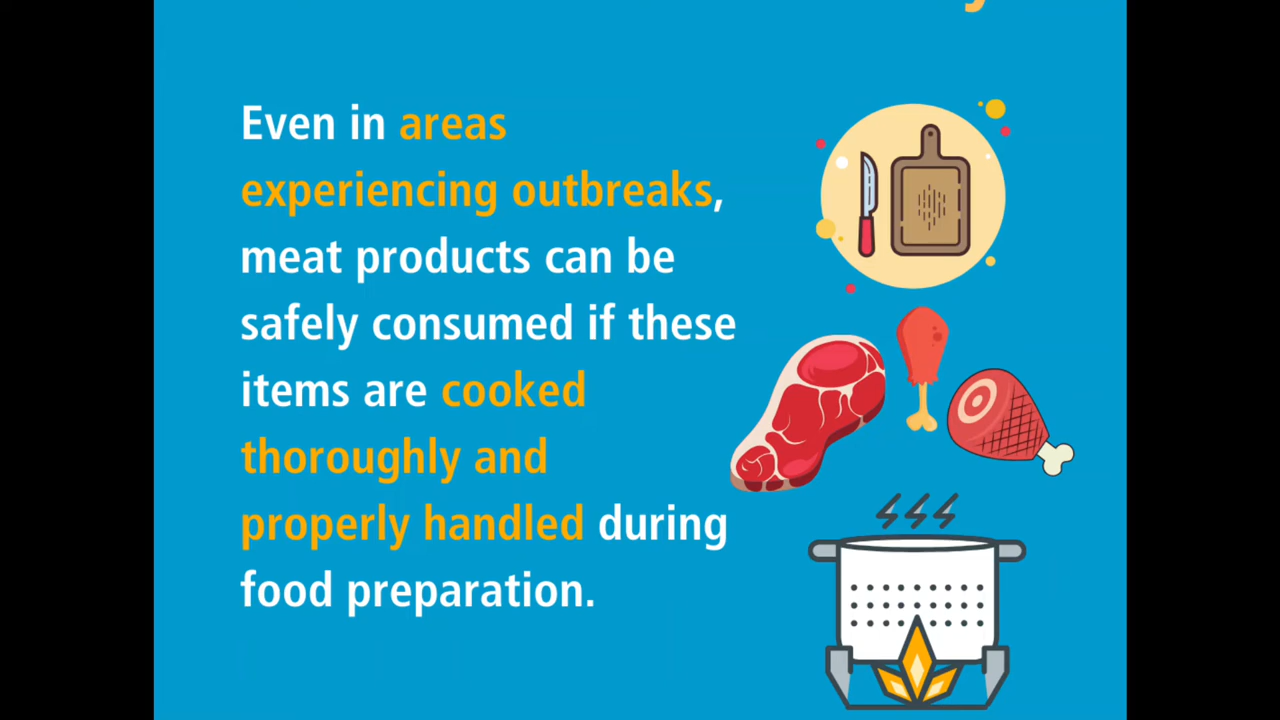 Even in areas
experiencing outbreaks,
meat products can be
safely consumed if these
items are cooked
thoroughly and
properly handled during
food preparation.